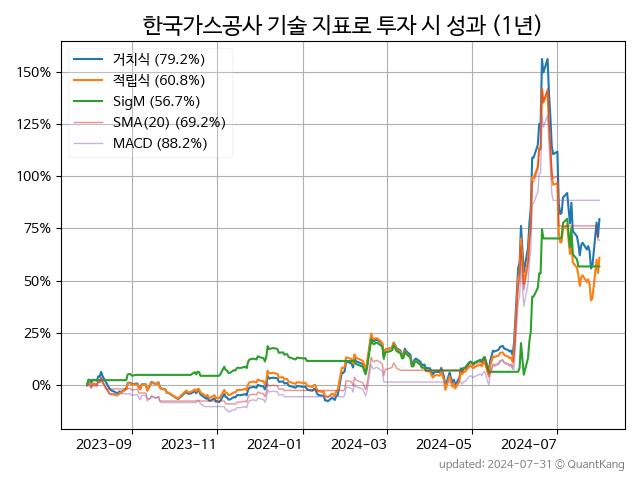 한국가스공사 기술 지표로 투자 시 성과 (1년)
거치식 (79.2%)
적립식 (60.8%)
SigM (56.7%)
SMA(20) (69.2%)
MACD (88.2%)
150%
125%
100%
75%
50%
25%
0%
2023-09 2023-11 2024-01 2024-03 2024-05 2024-07
updated: 2024-07-31 © QuantKang